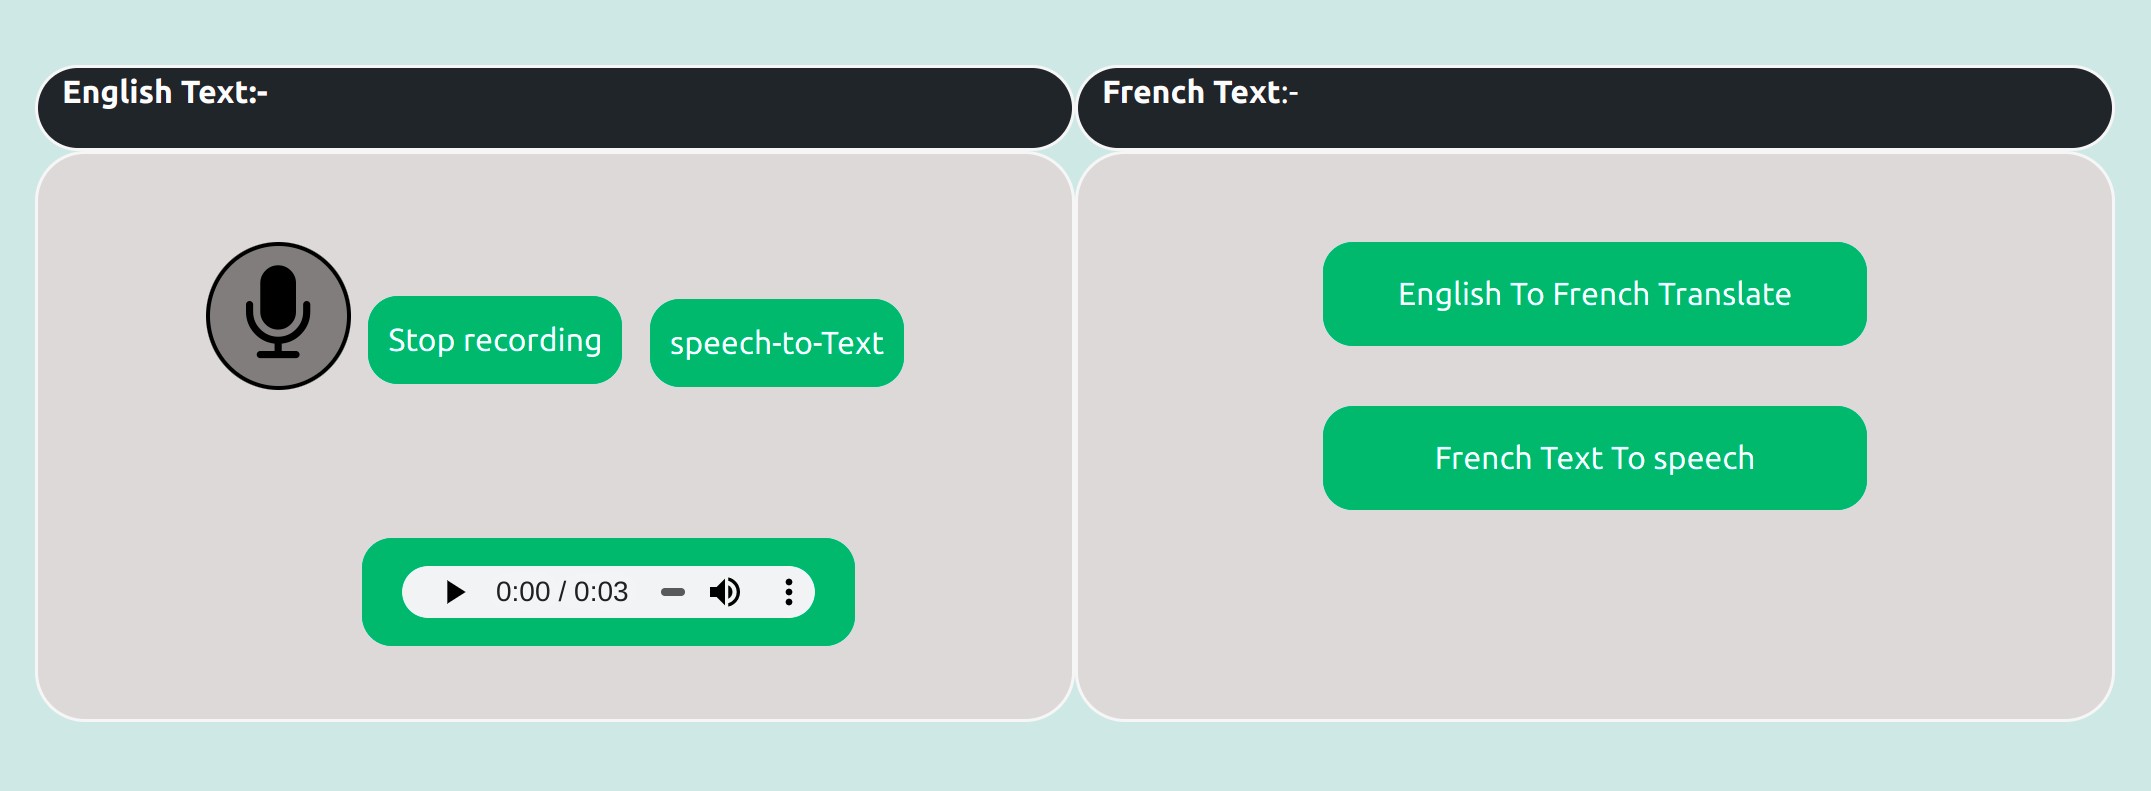 English Text:-
French Text:-
Stop recording
speech-to-Text
0:00 / 0:03
English To French Translate
French Text To speech